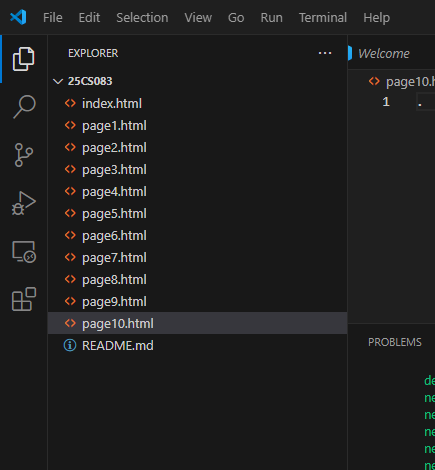 File Edit Selection View Go Run Terminal Help
EXPLORER ...
25CS083
index.html
page1.html
page2.html
page3.html
page4.html
page5.html
page6.html
page7.html
page8.html
page9.html
page10.html
README.md
Welcome
page10.h
1 .
PROBLEMS
de
ne
ne
ne
ne
ne